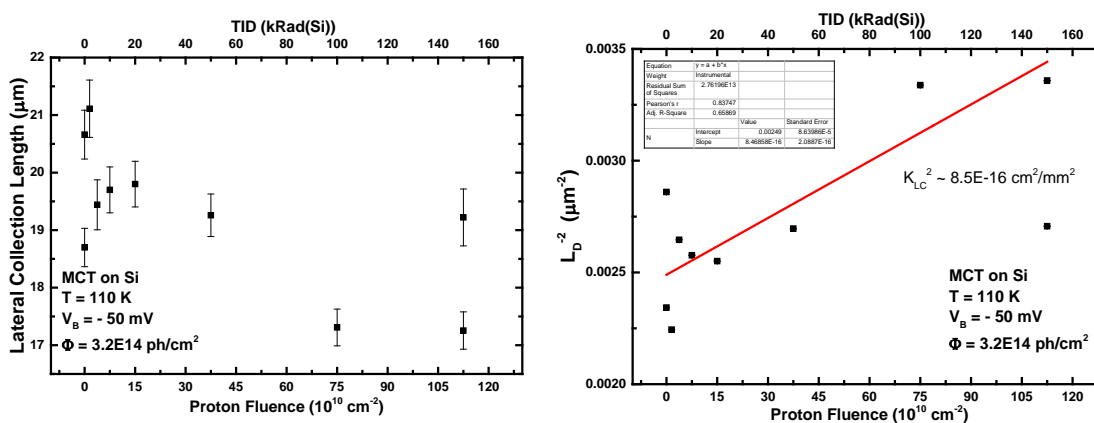 TID (kRad(Si))
0 20 40 60 80 100 120 140 160
22
21
20
19
18
17
Lateral Collection Length (μm)
MCT on Si
T = 110 K
V_B = - 50 mV
Φ = 3.2E14 ph/cm²
0 15 30 45 60 75 90 105 120
Proton Fluence (10¹⁰ cm⁻²)
TID (kRad(Si))
0 20 40 60 80 100 120 140 160
0.0035
0.0030
0.0025
0.0020
L_D⁻² (μm⁻²)
Equation y = a + b*x
Weight Instrumental
Residual Sum of Squares 2.76196E13
Pearson's r 0.83747
Adj. R-Square 0.65869
Value Standard Error
N Intercept 0.00249 8.63986E-5
Slope 8.46858E-16 2.0887E-16
K_LC² ~ 8.5E-16 cm²/mm²
MCT on Si
T = 110 K
V_B = - 50 mV
Φ = 3.2E14 ph/cm²
0 15 30 45 60 75 90 105 120
Proton Fluence (10¹⁰ cm⁻²)